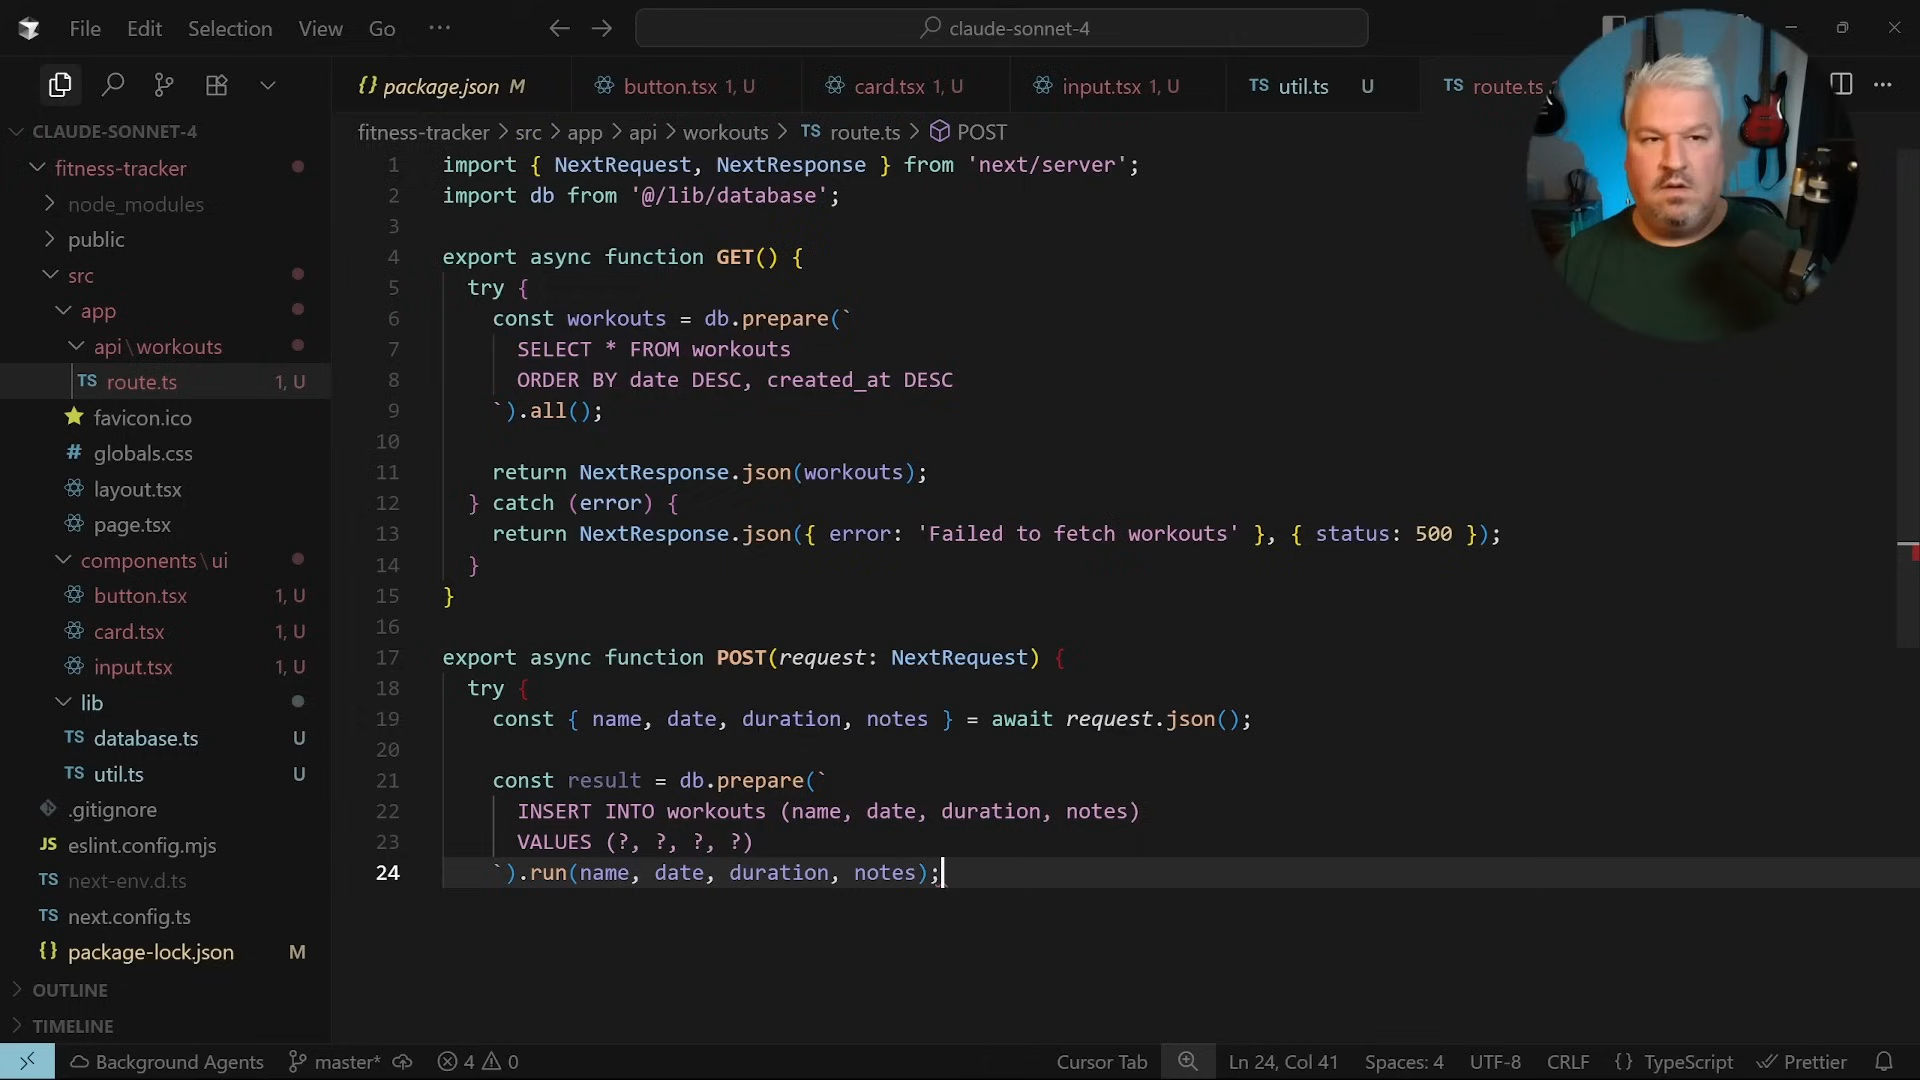 File Edit Selection View Go ··· ← → claude-sonnet-4
{} package.json M button.tsx 1, U card.tsx 1, U input.tsx 1, U TS util.ts U TS route.ts
CLAUDE-SONNET-4
fitness-tracker
node_modules
public
src
app
api\workouts
TS route.ts 1, U
favicon.ico
# globals.css
layout.tsx
page.tsx
components\ui
button.tsx 1, U
card.tsx 1, U
input.tsx 1, U
lib
TS database.ts U
TS util.ts U
.gitignore
JS eslint.config.mjs
TS next-env.d.ts
TS next.config.ts
{} package-lock.json M
OUTLINE
TIMELINE
fitness-tracker > src > app > api > workouts > TS route.ts > POST
1 import { NextRequest, NextResponse } from 'next/server';
2 import db from '@/lib/database';
3
4 export async function GET() {
5 try {
6 const workouts = db.prepare(`
7 SELECT * FROM workouts
8 ORDER BY date DESC, created_at DESC
9 `).all();
10
11 return NextResponse.json(workouts);
12 } catch (error) {
13 return NextResponse.json({ error: 'Failed to fetch workouts' }, { status: 500 });
14 }
15 }
16
17 export async function POST(request: NextRequest) {
18 try {
19 const { name, date, duration, notes } = await request.json();
20
21 const result = db.prepare(`
22 INSERT INTO workouts (name, date, duration, notes)
23 VALUES (?, ?, ?, ?)
24 `).run(name, date, duration, notes);
Background Agents master* 4 0 Cursor Tab Ln 24, Col 41 Spaces: 4 UTF-8 CRLF {} TypeScript Prettier